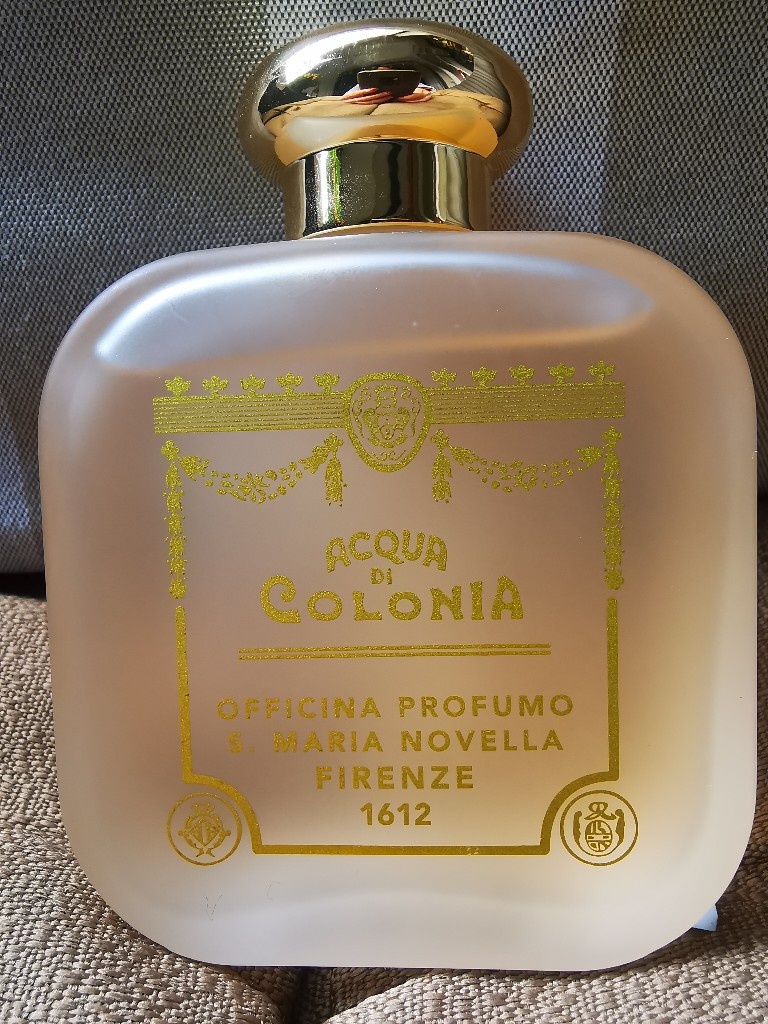 ACQUA
DI
COLONIA
OFFICINA PROFUMO
S. MARIA NOVELLA
FIRENZE
1612